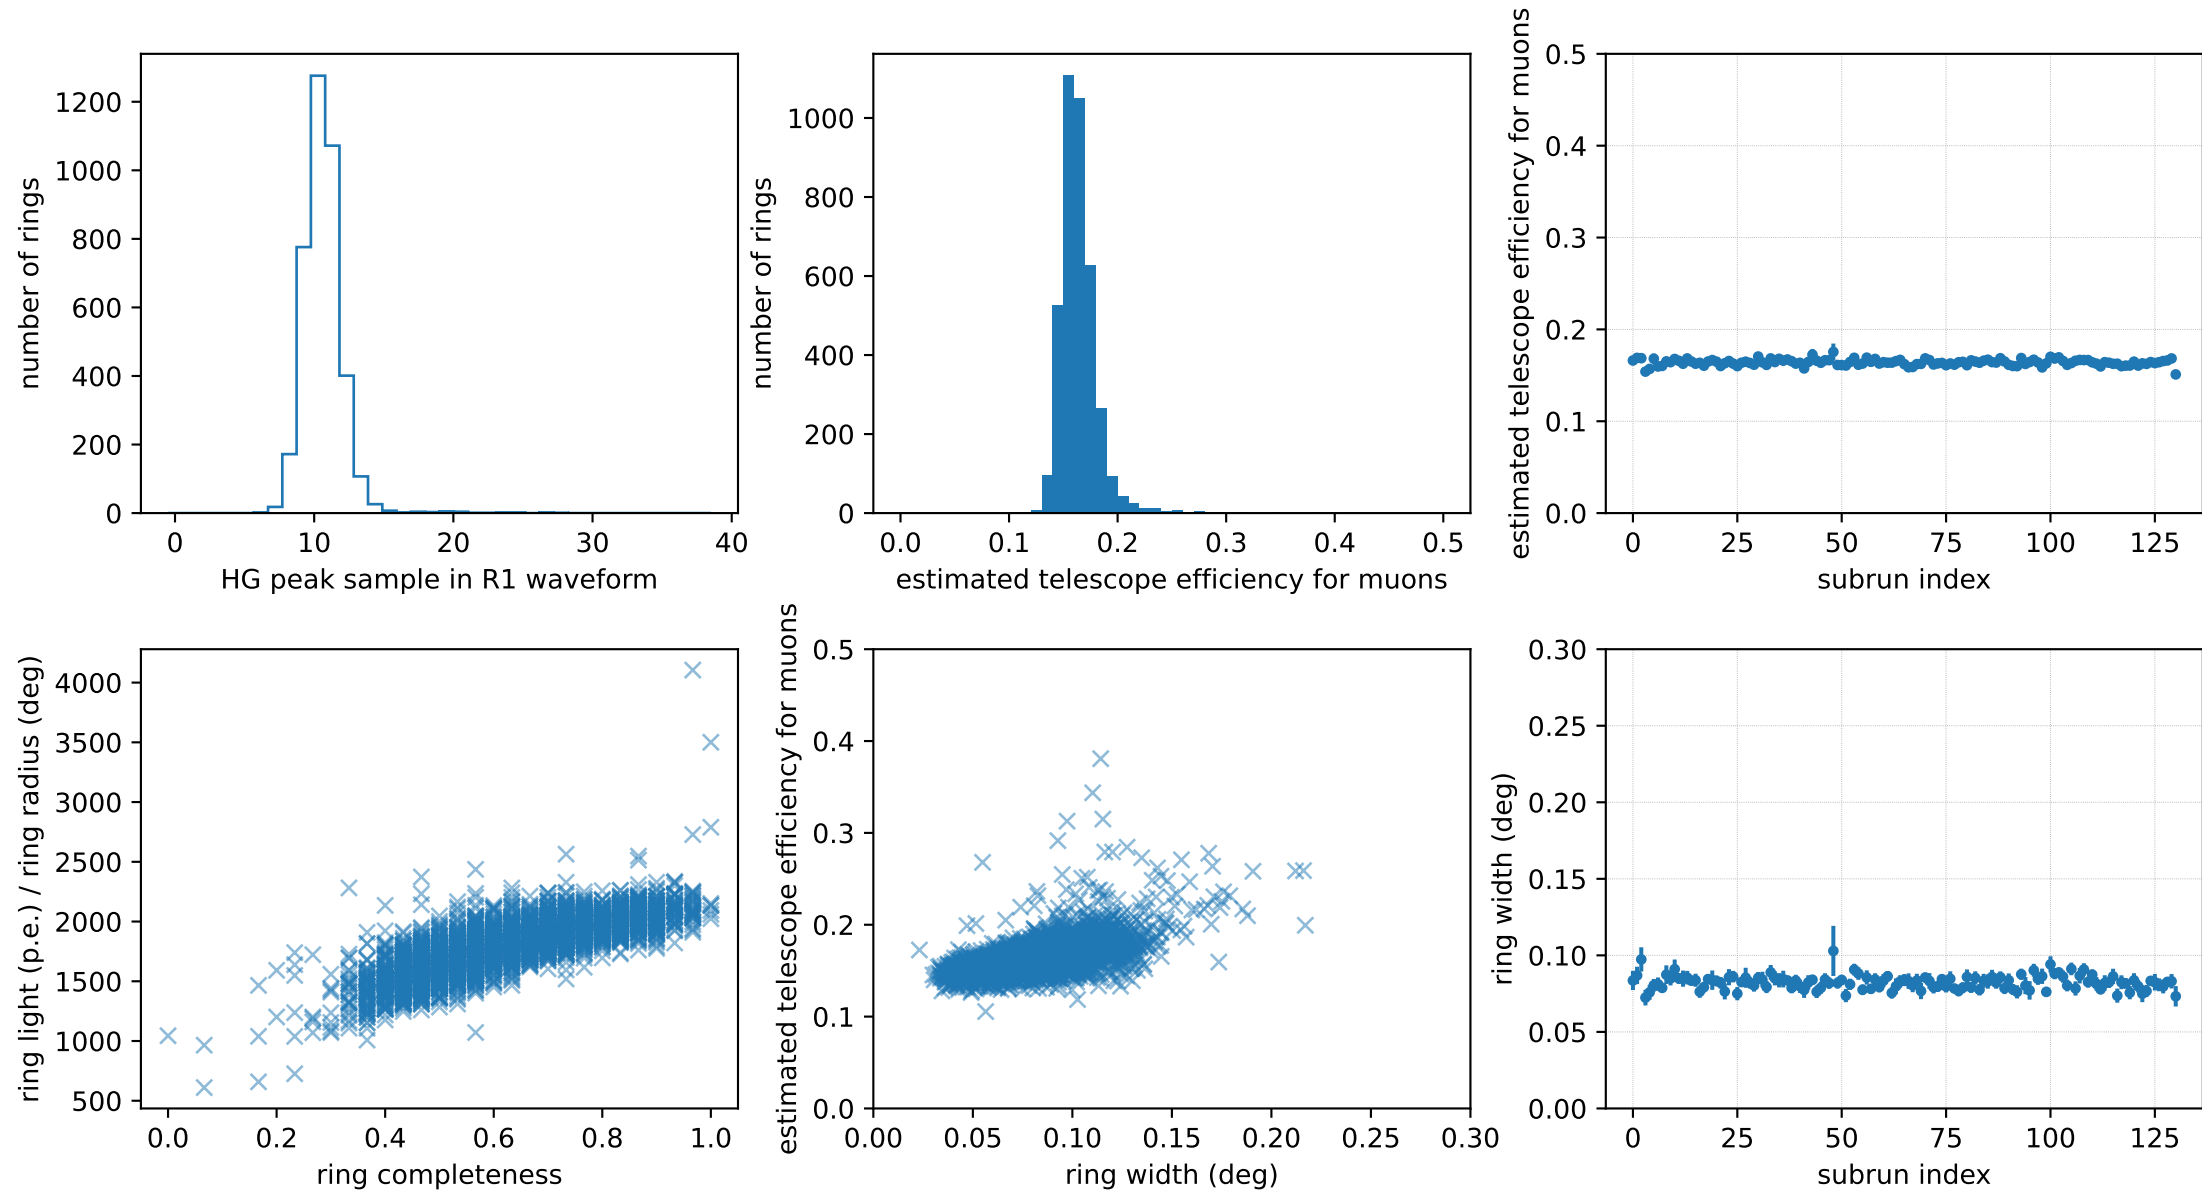 number of rings
1200
1000
800
600
400
200
0
0 10 20 30 40
HG peak sample in R1 waveform
number of rings
1000
800
600
400
200
0
0.0 0.1 0.2 0.3 0.4 0.5
estimated telescope efficiency for muons
estimated telescope efficiency for muons
0.5
0.4
0.3
0.2
0.1
0.0
0 25 50 75 100 125
subrun index
ring light (p.e.) / ring radius (deg)
4000
3500
3000
2500
2000
1500
1000
500
0.0 0.2 0.4 0.6 0.8 1.0
ring completeness
estimated telescope efficiency for muons
0.5
0.4
0.3
0.2
0.1
0.0
0.00 0.05 0.10 0.15 0.20 0.25 0.30
ring width (deg)
ring width (deg)
0.30
0.25
0.20
0.15
0.10
0.05
0.00
0 25 50 75 100 125
subrun index